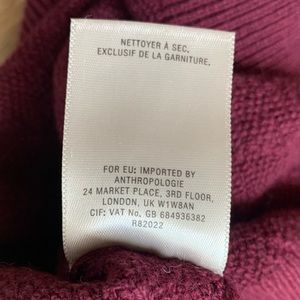 NETTOYER À SEC.
EXCLUSIF DE LA GARNITURE.
FOR EU: IMPORTED BY
ANTHROPOLOGIE
24 MARKET PLACE, 3RD FLOOR,
LONDON, UK W1W8AN
CIF: VAT No. GB 684935382
R82022